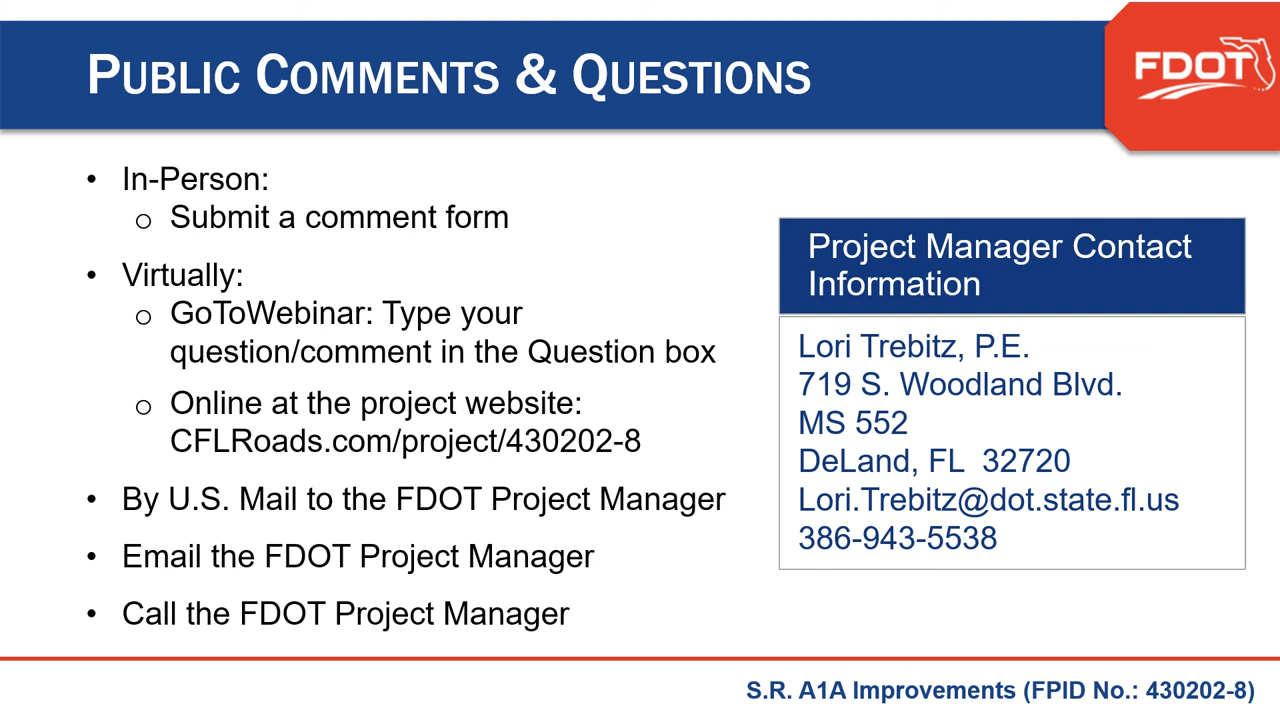 PUBLIC COMMENTS & QUESTIONS
FDOT
• In-Person:
o Submit a comment form
• Virtually:
o GoToWebinar: Type your
question/comment in the Question box
o Online at the project website:
CFLRoads.com/project/430202-8
• By U.S. Mail to the FDOT Project Manager
• Email the FDOT Project Manager
• Call the FDOT Project Manager
Project Manager Contact
Information
Lori Trebitz, P.E.
719 S. Woodland Blvd.
MS 552
DeLand, FL  32720
Lori.Trebitz@dot.state.fl.us
386-943-5538
S.R. A1A Improvements (FPID No.: 430202-8)